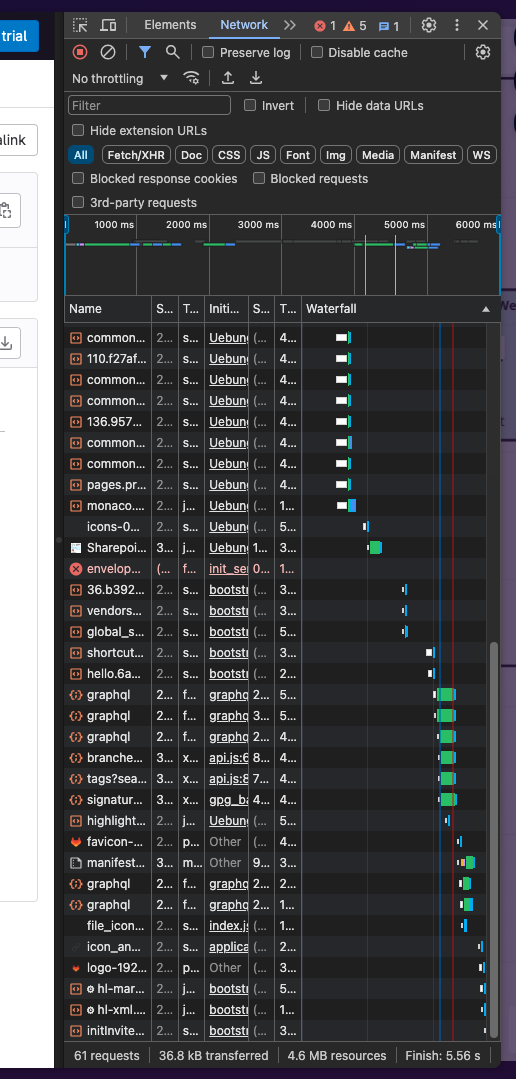 trial
Elements Network 1 5 1
Preserve log Disable cache
No throttling
alink
Filter Invert Hide data URLs
Hide extension URLs
All Fetch/XHR Doc CSS JS Font Img Media Manifest WS
Blocked response cookies Blocked requests
3rd-party requests
1000 ms 2000 ms 3000 ms 4000 ms 5000 ms 6000 ms
Name S... T... Initi... S... T... Waterfall
common... 2... s... Uebung (... 4...
110.f27af... 2... s... Uebung (... 4...
common... 2... s... Uebung (... 4...
common... 2... s... Uebung (... 4...
136.957... 2... s... Uebung (... 4...
common... 2... s... Uebung (... 4...
common... 2... s... Uebung (... 4...
pages.pr... 2... s... Uebung (... 4...
monaco.... 2... j... Uebung (... 1...
icons-0... 2... s... Uebung (... 5...
Sharepoi... 3... j... Uebung 1... 3...
envelop... (... f... init_se 0... 1...
36.b392... 2... s... bootstr (... 3...
vendors... 2... s... bootstr (... 3...
global_s... 2... s... bootstr (... 5...
shortcut... 2... s... bootstr (... 3...
hello.6a... 2... s... bootstr (... 2...
graphql 2... f... graphq 2... 5...
graphql 2... f... graphq 3... 5...
graphql 2... f... graphq 2... 4...
branche... 3... x... api.js:6 8... 4...
tags?sea... 3... x... api.js:8 7... 4...
signatur... 3... x... gpg_ba 4... 4...
highlight... 2... j... Uebung (... 5...
favicon-... 2... p... Other (... 4...
manifest... 3... m... Other 9... 3...
graphql 2... f... graphq 2... 2...
graphql 2... f... graphq 2... 1...
file_icon... 2... s... index.js (... 1...
icon_an... 2... s... applica (... 2...
logo-192... 2... p... Other (... 3...
hl-mar... 2... j... bootstr (... 5...
hl-xml.... 2... j... bootstr (... 1...
initInvite... 2... s... bootstr (... 3...
61 requests 36.8 kB transferred 4.6 MB resources Finish: 5.56 s
We